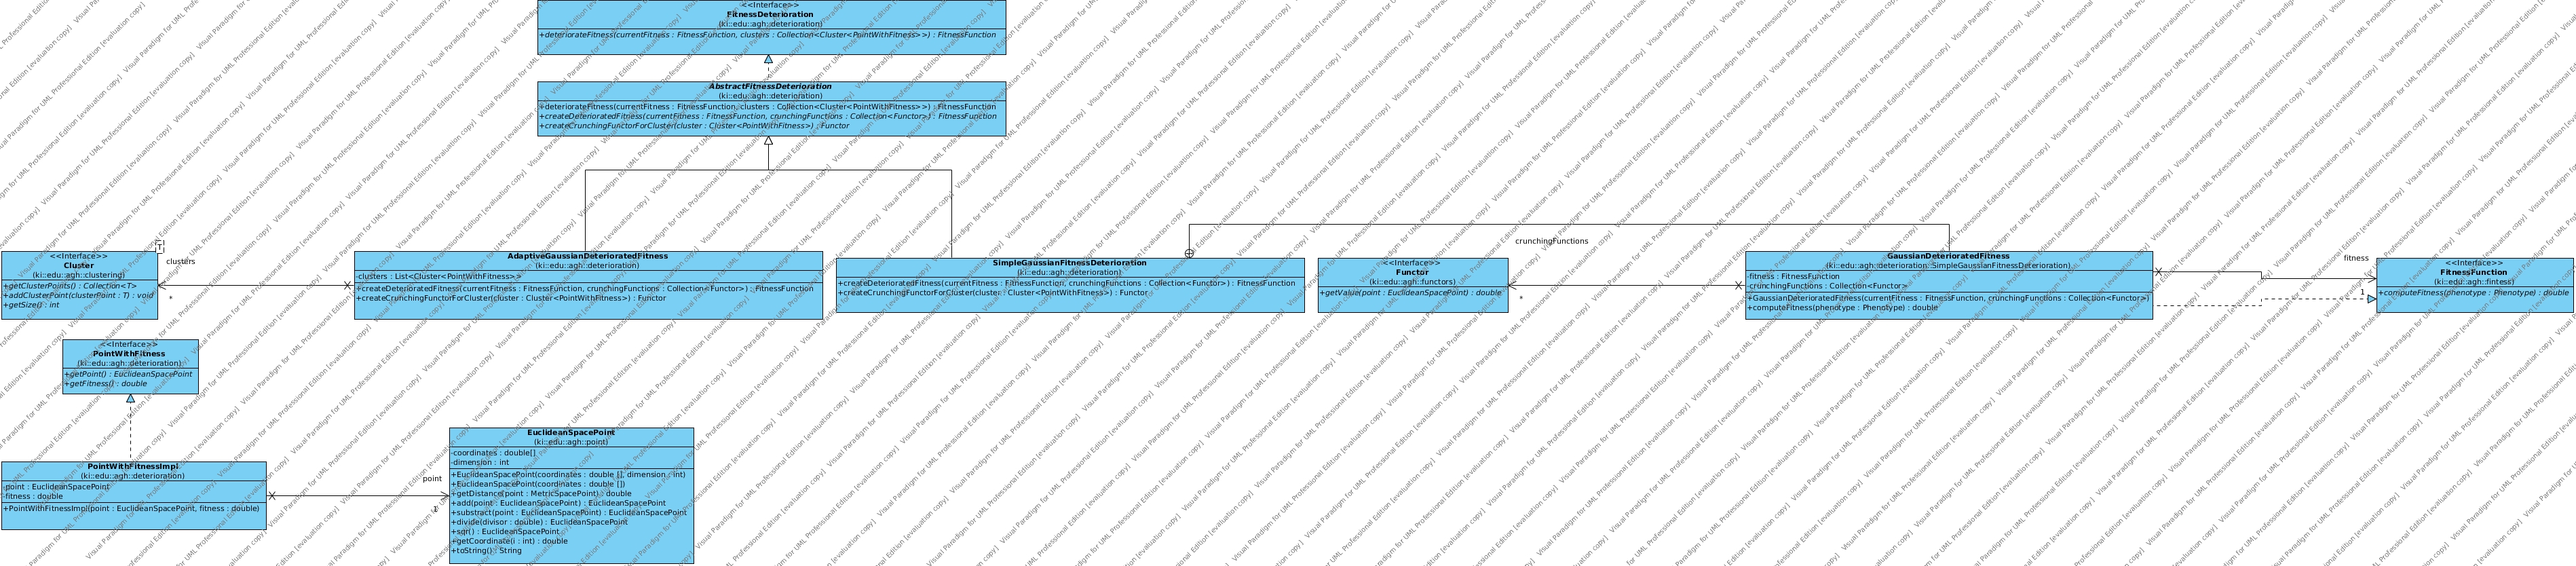 <<Interface>>
FitnessDeterioration
(ki::edu::agh::deterioration)
+deteriorateFitness(currentFitness : FitnessFunction, clusters : Collection<Cluster<PointWithFitness>>) : FitnessFunction
AbstractFitnessDeterioration
(ki::edu::agh::deterioration)
+deteriorateFitness(currentFitness : FitnessFunction, clusters : Collection<Cluster<PointWithFitness>>) : FitnessFunction
+createDeterioratedFitness(currentFitness : FitnessFunction, crunchingFunctions : Collection<Functor>) : FitnessFunction
+createCrunchingFunctorForCluster(cluster : Cluster<PointWithFitness>) : Functor
T
<<Interface>>
Cluster
(ki::edu::agh::clustering)
+getClusterPoints() : Collection<T>
+addClusterPoint(clusterPoint : T) : void
+getSize() : int
clusters
*
AdaptiveGaussianDeterioratedFitness
(ki::edu::agh::deterioration)
-clusters : List<Cluster<PointWithFitness>>
+createDeterioratedFitness(currentFitness : FitnessFunction, crunchingFunctions : Collection<Functor>) : FitnessFunction
+createCrunchingFunctorForCluster(cluster : Cluster<PointWithFitness>) : Functor
SimpleGaussianFitnessDeterioration
(ki::edu::agh::deterioration)
+createDeterioratedFitness(currentFitness : FitnessFunction, crunchingFunctions : Collection<Functor>) : FitnessFunction
+createCrunchingFunctorForCluster(cluster : Cluster<PointWithFitness>) : Functor
<<Interface>>
Functor
(ki::edu::agh::functors)
+getValue(point : EuclideanSpacePoint) : double
crunchingFunctions
*
GaussianDeterioratedFitness
(ki::edu::agh::deterioration::SimpleGaussianFitnessDeterioration)
-fitness : FitnessFunction
-crunchingFunctions : Collection<Functor>
+GaussianDeterioratedFitness(currentFitness : FitnessFunction, crunchingFunctions : Collection<Functor>)
+computeFitness(phenotype : Phenotype) : double
fitness
1
<<Interface>>
FitnessFunction
(ki::edu::agh::fintess)
+computeFitness(phenotype : Phenotype) : double
<<Interface>>
PointWithFitness
(ki::edu::agh::deterioration)
+getPoint() : EuclideanSpacePoint
+getFitness() : double
PointWithFitnessImpl
(ki::edu::agh::deterioration)
-point : EuclideanSpacePoint
-fitness : double
+PointWithFitnessImpl(point : EuclideanSpacePoint, fitness : double)
point
1
EuclideanSpacePoint
(ki::edu::agh::point)
-coordinates : double[]
-dimension : int
+EuclideanSpacePoint(coordinates : double [], dimension : int)
+EuclideanSpacePoint(coordinates : double [])
+getDistance(point : MetricSpacePoint) : double
+add(point : EuclideanSpacePoint) : EuclideanSpacePoint
+substract(point : EuclideanSpacePoint) : EuclideanSpacePoint
+divide(divisor : double) : EuclideanSpacePoint
+sqr() : EuclideanSpacePoint
+getCoordinate(i : int) : double
+toString() : String
Visual Paradigm for UML Professional Edition [evaluation copy]